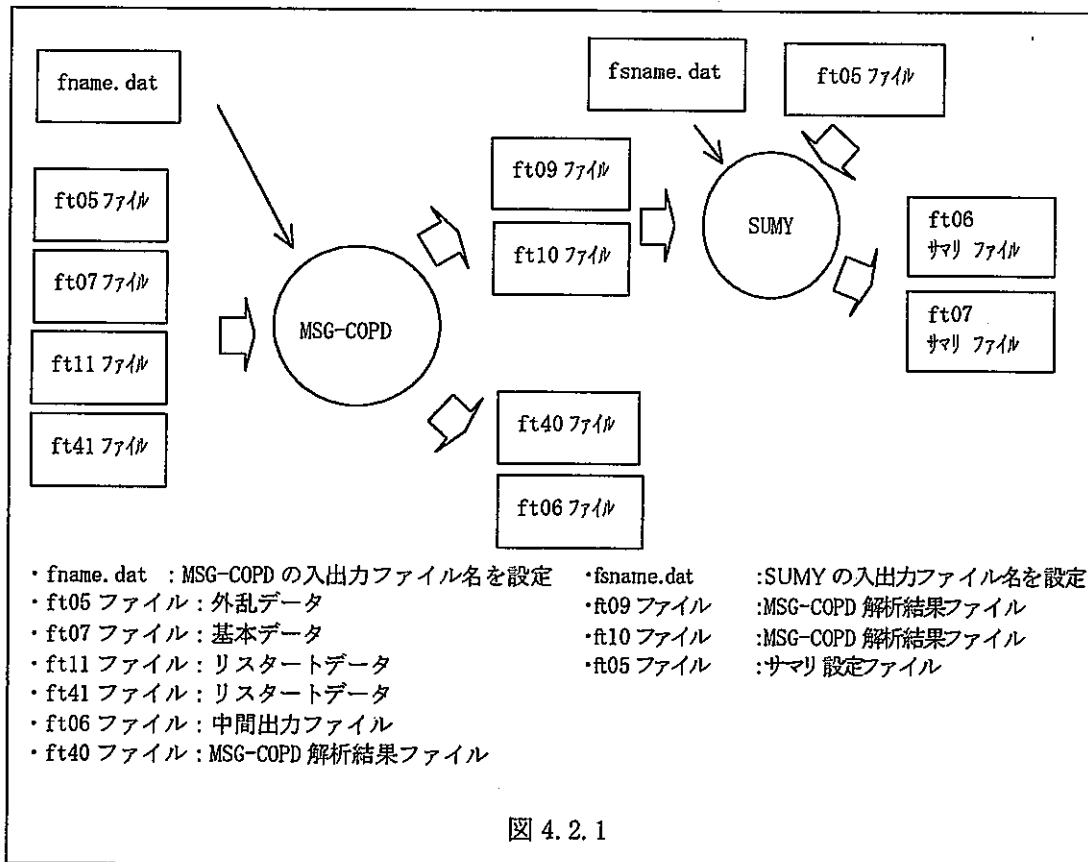 fname.dat
fsname.dat
ft05 ファイル
ft05 ファイル
ft07 ファイル
ft11 ファイル
ft41 ファイル
MSG-COPD
ft09 ファイル
ft10 ファイル
SUMY
ft06
サマリ ファイル
ft07
サマリ ファイル
ft40 ファイル
ft06 ファイル
・fname.dat :MSG-COPD の入出力ファイル名を設定
・ft05 ファイル:外乱データ
・ft07 ファイル:基本データ
・ft11 ファイル:リスタートデータ
・ft41 ファイル:リスタートデータ
・ft06 ファイル:中間出力ファイル
・ft40 ファイル:MSG-COPD 解析結果ファイル
・fsname.dat :SUMY の入出力ファイル名を設定
・ft09 ファイル :MSG-COPD 解析結果ファイル
・ft10 ファイル :MSG-COPD 解析結果ファイル
・ft05 ファイル :サマリ設定ファイル
図 4.2.1